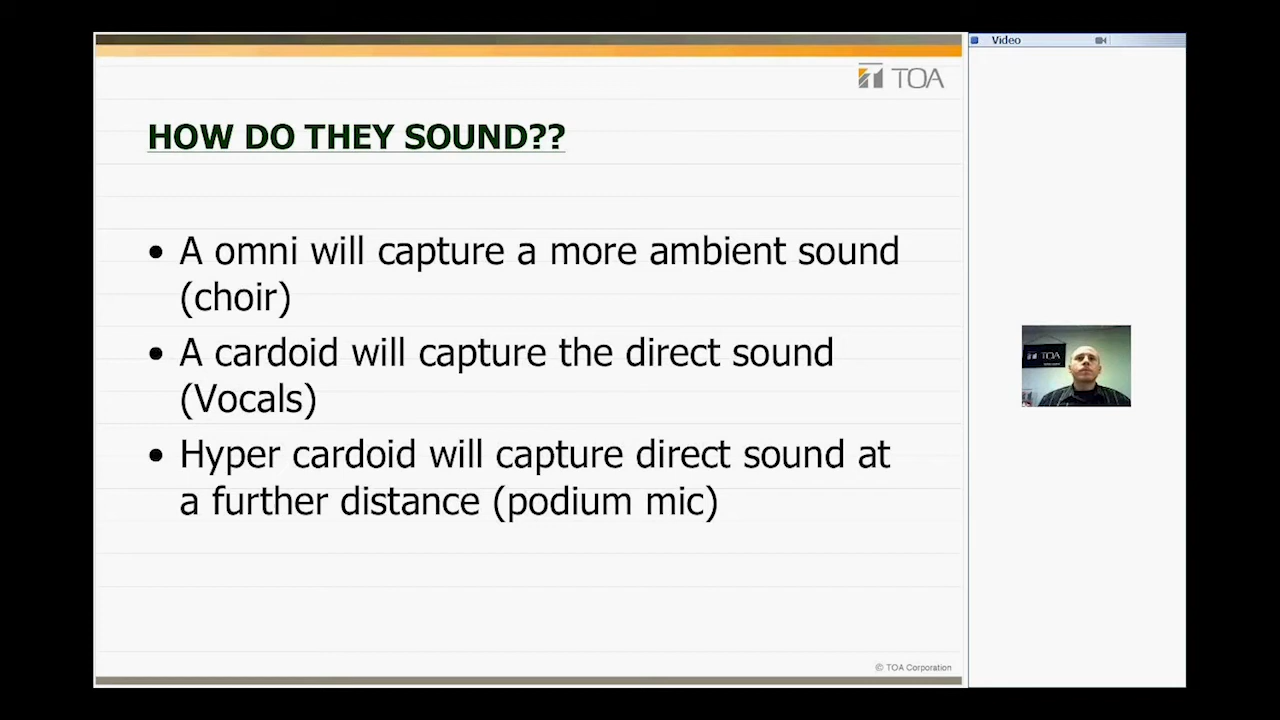 Video
TOA
HOW DO THEY SOUND??
• A omni will capture a more ambient sound
(choir)
• A cardoid will capture the direct sound
(Vocals)
• Hyper cardoid will capture direct sound at
a further distance (podium mic)
TOA
© TOA Corporation